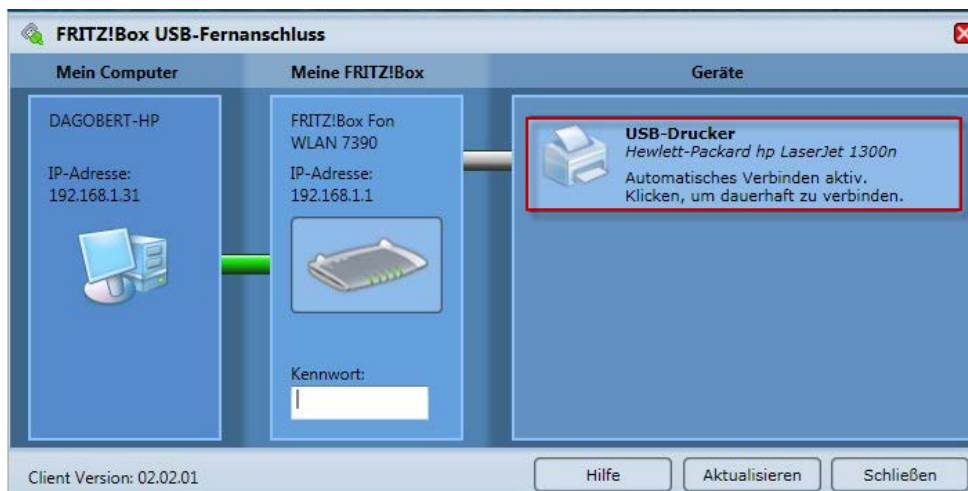 FRITZ!Box USB-Fernanschluss
Mein Computer
Meine FRITZ!Box
Geräte
DAGOBERT-HP
IP-Adresse:
192.168.1.31
FRITZ!Box Fon
WLAN 7390
IP-Adresse:
192.168.1.1
Kennwort:
USB-Drucker
Hewlett-Packard hp LaserJet 1300n
Automatisches Verbinden aktiv.
Klicken, um dauerhaft zu verbinden.
Client Version: 02.02.01
Hilfe
Aktualisieren
Schließen